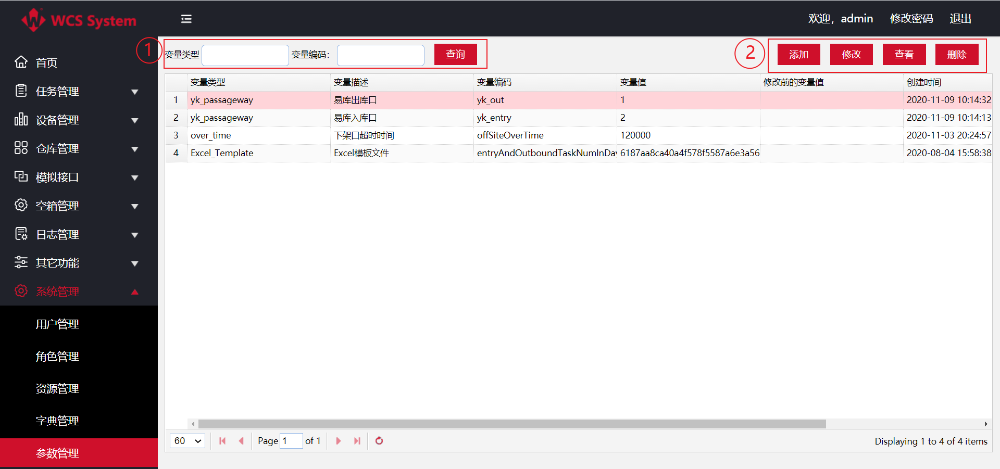 WCS System
欢迎，admin 修改密码 退出
首页
任务管理
设备管理
仓库管理
模拟接口
空箱管理
日志管理
其它功能
系统管理
用户管理
角色管理
资源管理
字典管理
参数管理
1 变量类型 变量编码： 查询
2 添加 修改 查看 删除
变量类型 变量描述 变量编码 变量值 修改前的变量值 创建时间
1 yk_passageway 易库出库口 yk_out 1 2020-11-09 10:14:32
2 yk_passageway 易库入库口 yk_entry 2 2020-11-09 10:14:13
3 over_time 下架口超时时间 offSiteOverTime 120000 2020-11-03 20:24:57
4 Excel_Template Excel模板文件 entryAndOutboundTaskNumInDay 6187aa8ca40a4f578f5587a6e3a56 2020-08-04 15:58:38
60 Page 1 of 1 Displaying 1 to 4 of 4 items